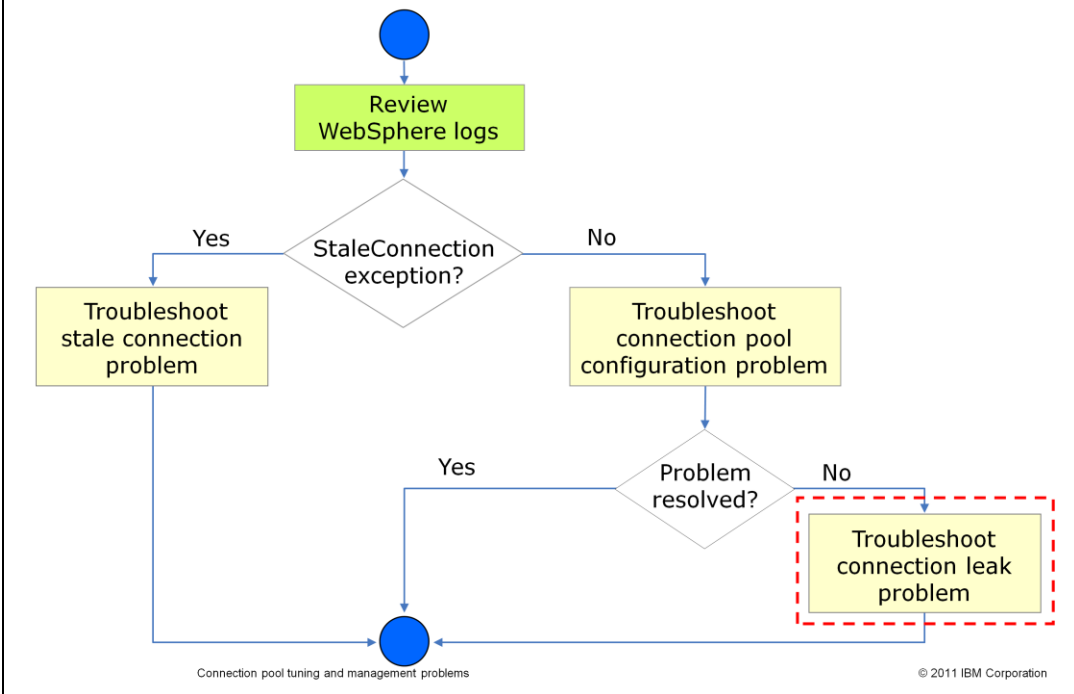 Review
WebSphere logs
StaleConnection
exception?
Yes
No
Troubleshoot
stale connection
problem
Troubleshoot
connection pool
configuration problem
Problem
resolved?
Yes
No
Troubleshoot
connection leak
problem
Connection pool tuning and management problems
© 2011 IBM Corporation